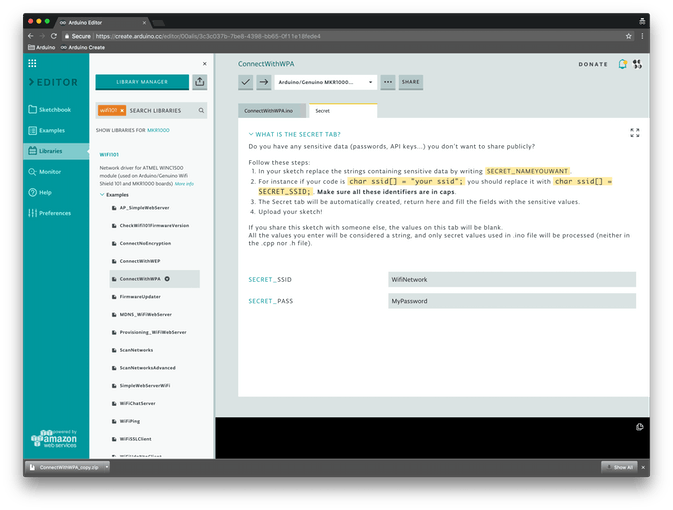 Arduino Editor
Secure https://create.arduino.cc/editor/00alis/3c3c037b-7be8-4398-bb65-0f11e18fede4
Arduino Arduino Create
EDITOR
Sketchbook
Examples
Libraries
Monitor
Help
Preferences
powered by
amazon
web services
LIBRARY MANAGER
wifi101 × SEARCH LIBRARIES
SHOW LIBRARIES FOR MKR1000
WIFI101
Network driver for ATMEL WINC1500
module (used on Arduino/Genuino Wifi
Shield 101 and MKR1000 boards) More info
Examples
AP_SimpleWebServer
CheckWifi101FirmwareVersion
ConnectNoEncryption
ConnectWithWEP
ConnectWithWPA
FirmwareUpdater
MDNS_WiFiWebServer
Provisioning_WiFiWebServer
ScanNetworks
ScanNetworksAdvanced
SimpleWebServerWiFi
WiFiChatServer
WiFiPing
WiFiSSLClient
ConnectWithWPA
DONATE
Arduino/Genuino MKR1000...
SHARE
ConnectWithWPA.ino
Secret
WHAT IS THE SECRET TAB?
Do you have any sensitive data (passwords, API keys...) you don't want to share publicly?
Follow these steps:
1. In your sketch replace the strings containing sensitive data by writing SECRET_NAMEYOUWANT.
2. For instance if your code is char ssid[] = "your ssid"; you should replace it with char ssid[] =
SECRET_SSID;. Make sure all these identifiers are in caps.
3. The Secret tab will be automatically created, return here and fill the fields with the sensitive values.
4. Upload your sketch!
If you share this sketch with someone else, the values on this tab will be blank.
All the values you enter will be considered a string, and only secret values used in .ino file will be processed (neither in
the .cpp nor .h file).
SECRET_SSID
WifiNetwork
SECRET_PASS
MyPassword
ConnectWithWPA_copy.zip
Show All